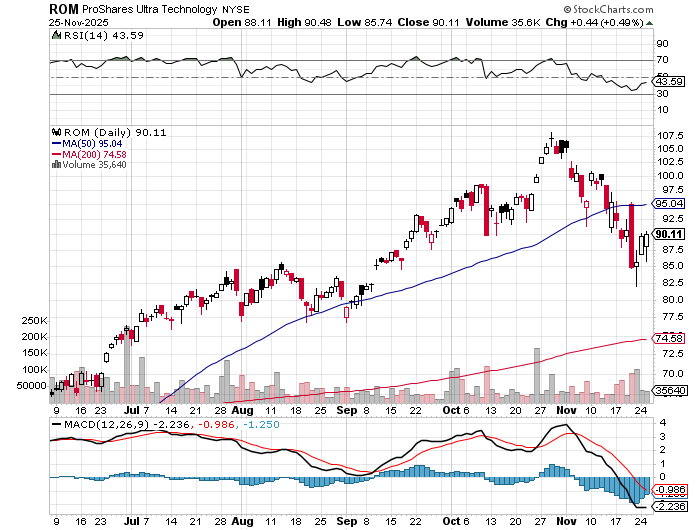 ROM ProShares Ultra Technology NYSE © StockCharts.com
25-Nov-2025 Open 88.11 High 90.48 Low 85.74 Close 90.11 Volume 35.6K Chg +0.44 (+0.49%)
RSI(14) 43.59
90
70
50
43.59
30
10
ROM (Daily) 90.11
MA(50) 95.04
MA(200) 74.58
Volume 35,640
107.5
105.0
102.5
100.0
97.5
95.04
92.5
90.11
87.5
85.0
82.5
80.0
77.5
74.58
72.5
70.0
67.5
250K
200K
150K
100K
50000
35640
9 16 23 Jul 7 14 21 28 Aug 11 18 25 Sep 8 15 22 Oct 6 13 20 27 Nov 10 17 24
MACD(12,26,9) -2.236, -0.986, -1.250
4
3
2
1
0
-0.986
-2.236
9 16 23 Jul 7 14 21 28 Aug 11 18 25 Sep 8 15 22 Oct 6 13 20 27 Nov 10 17 24